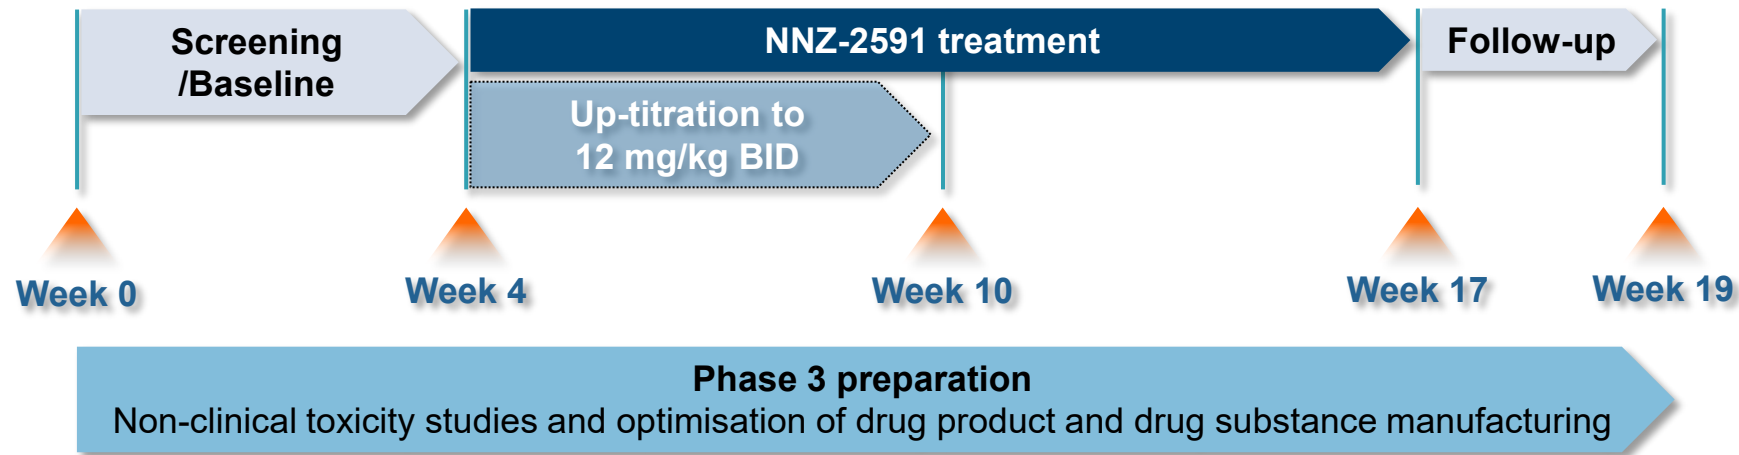 Screening
/Baseline
NNZ-2591 treatment
Follow-up
Up-titration to
12 mg/kg BID
Week 0
Week 4
Week 10
Week 17
Week 19
Phase 3 preparation
Non-clinical toxicity studies and optimisation of drug product and drug substance manufacturing